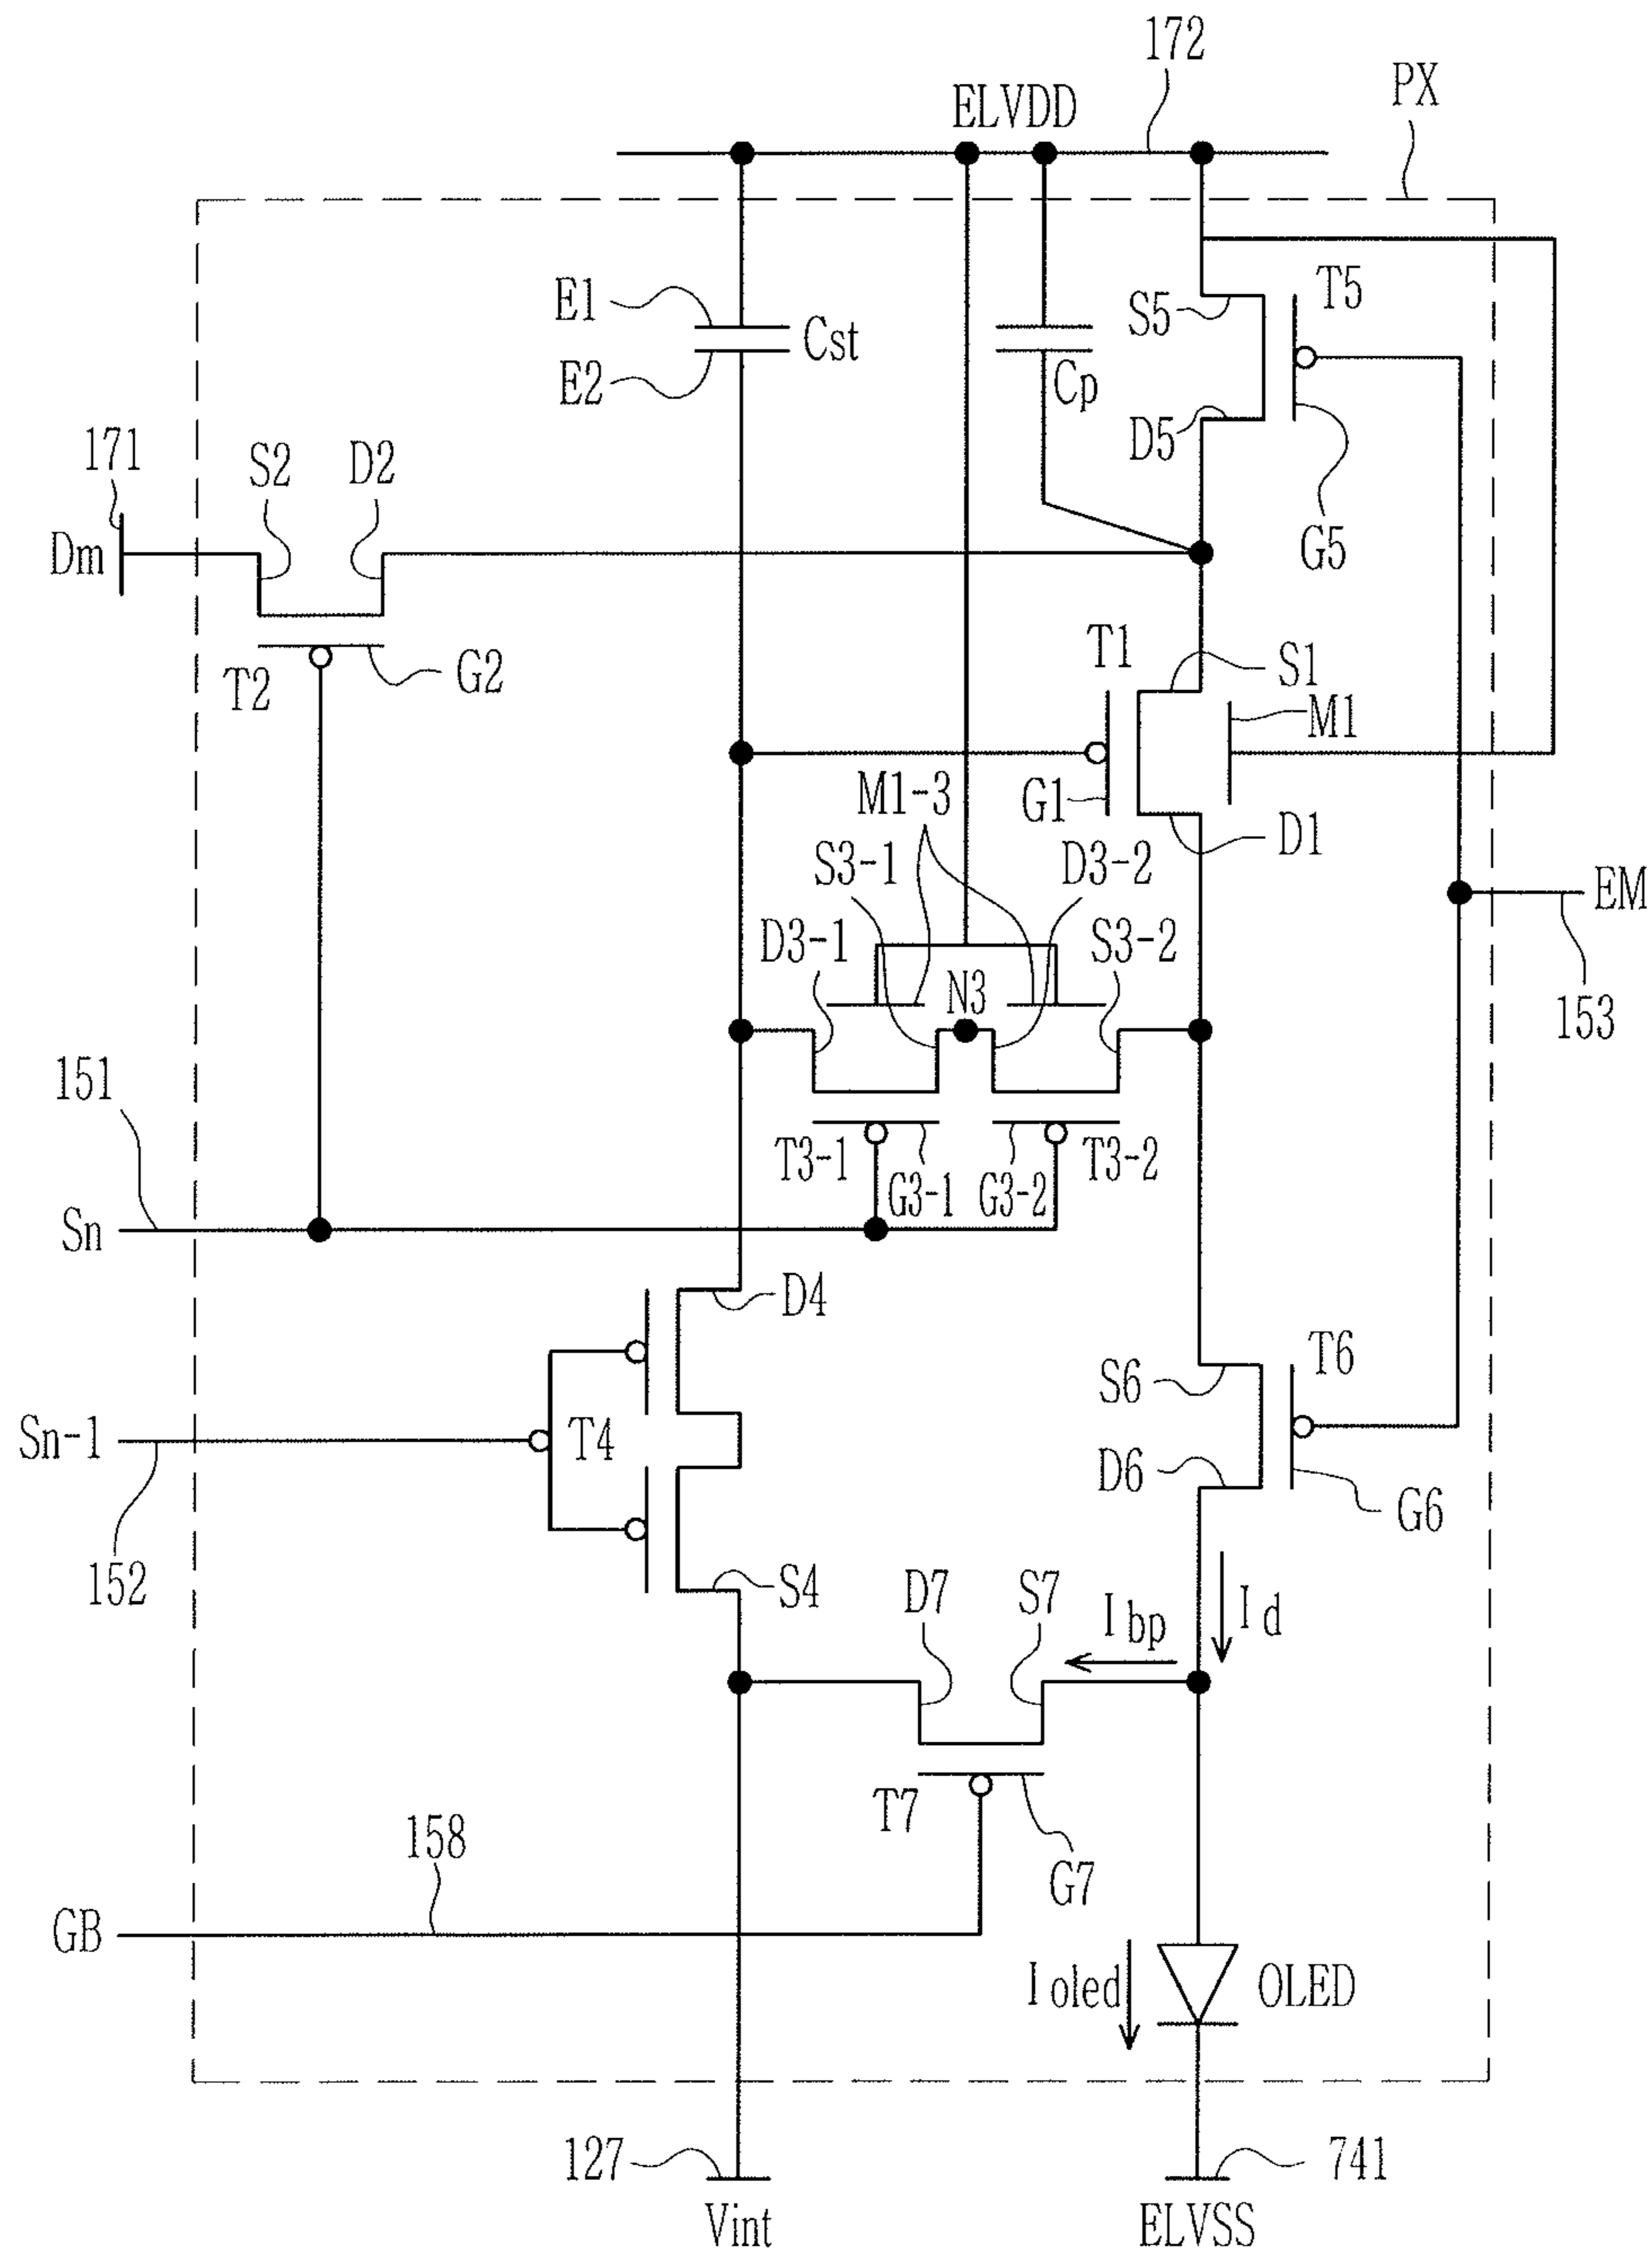 172
ELVDD
PX
E1
Cst
E2
Cp
S5
T5
D5
G5
171
S2
D2
Dm
T2
G2
T1
S1
M1
M1-3
G1
D1
S3-1
D3-2
D3-1
N3
S3-2
EM
153
151
T3-1
G3-1
G3-2
T3-2
Sn
D4
T6
S6
Sn-1
T4
D6
G6
152
S4
D7
S7
Ibp
Id
T7
G7
158
GB
Ioled
OLED
127
741
Vint
ELVSS